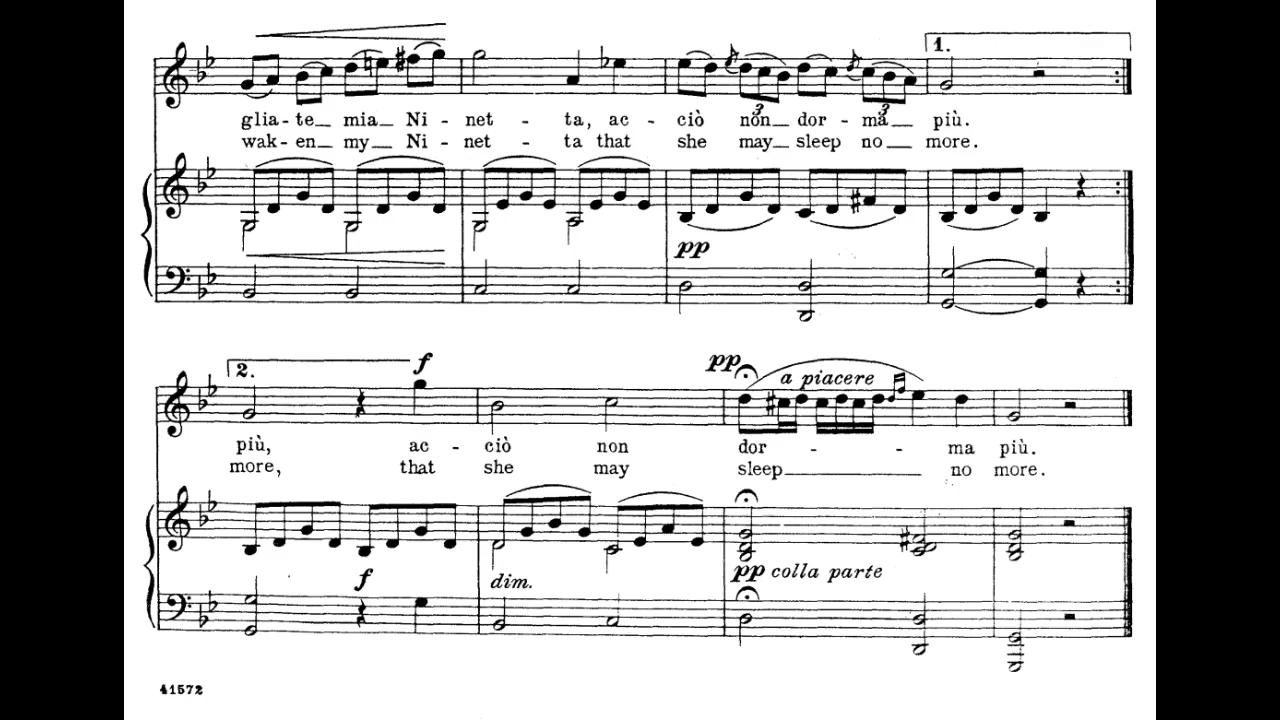 1.
gliate mia Ni - net - ta, ac - ciò non dor - ma più.
3 3
wak - en my Ni - net - ta that she may sleep no more.
pp
2. f pp a piacere
più, ac - ciò non dor - - - ma più.
more, that she may sleep no more.
f dim. pp colla parte
41572